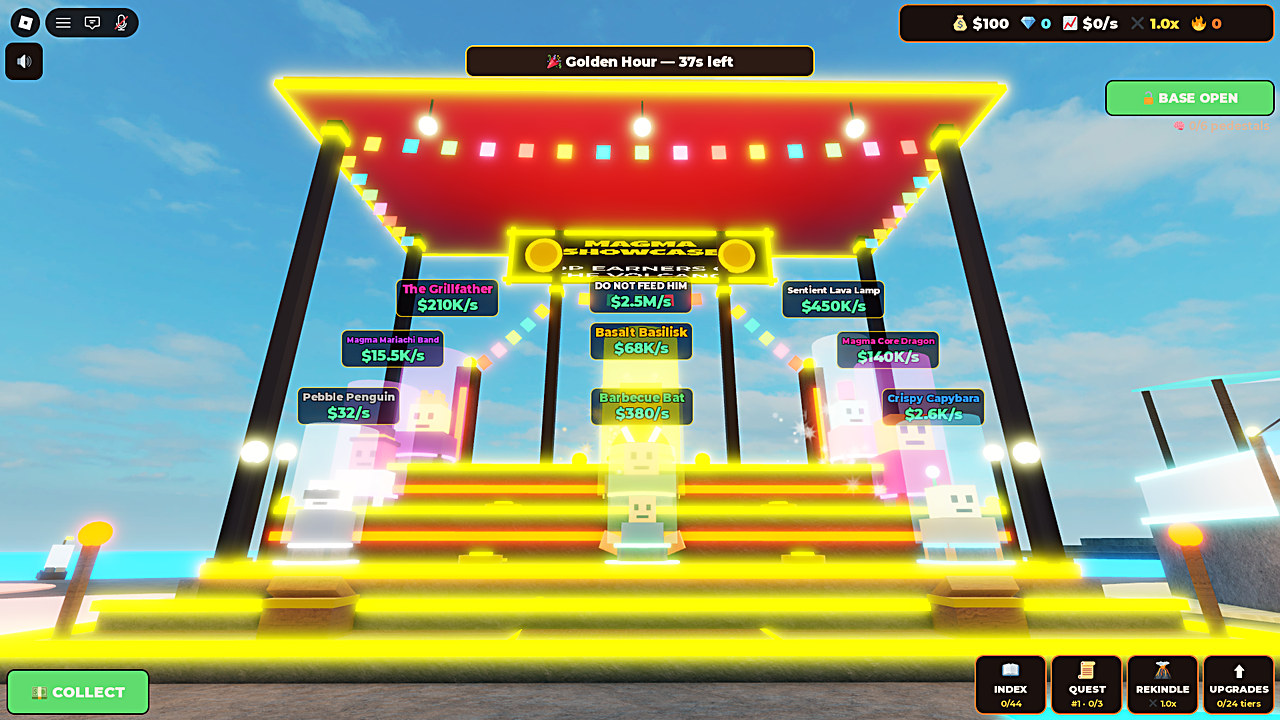 $100 0 $0/s 1.0x 0
Golden Hour — 37s left
BASE OPEN
MAGMA
SHOWCASE
The Grillfather
$210K/s
DO NOT FEED HIM
$2.5M/s
Sentient Lava Lamp
$450K/s
Magma Mariachi Band
$15.5K/s
Basalt Basilisk
$68K/s
Magma Core Dragon
$140K/s
Pebble Penguin
$32/s
Barbecue Bat
$380/s
Crispy Capybara
$2.6K/s
COLLECT
INDEX
0/44
QUEST
#1 · 0/3
REKINDLE
1.0x
UPGRADES
0/24 tiers